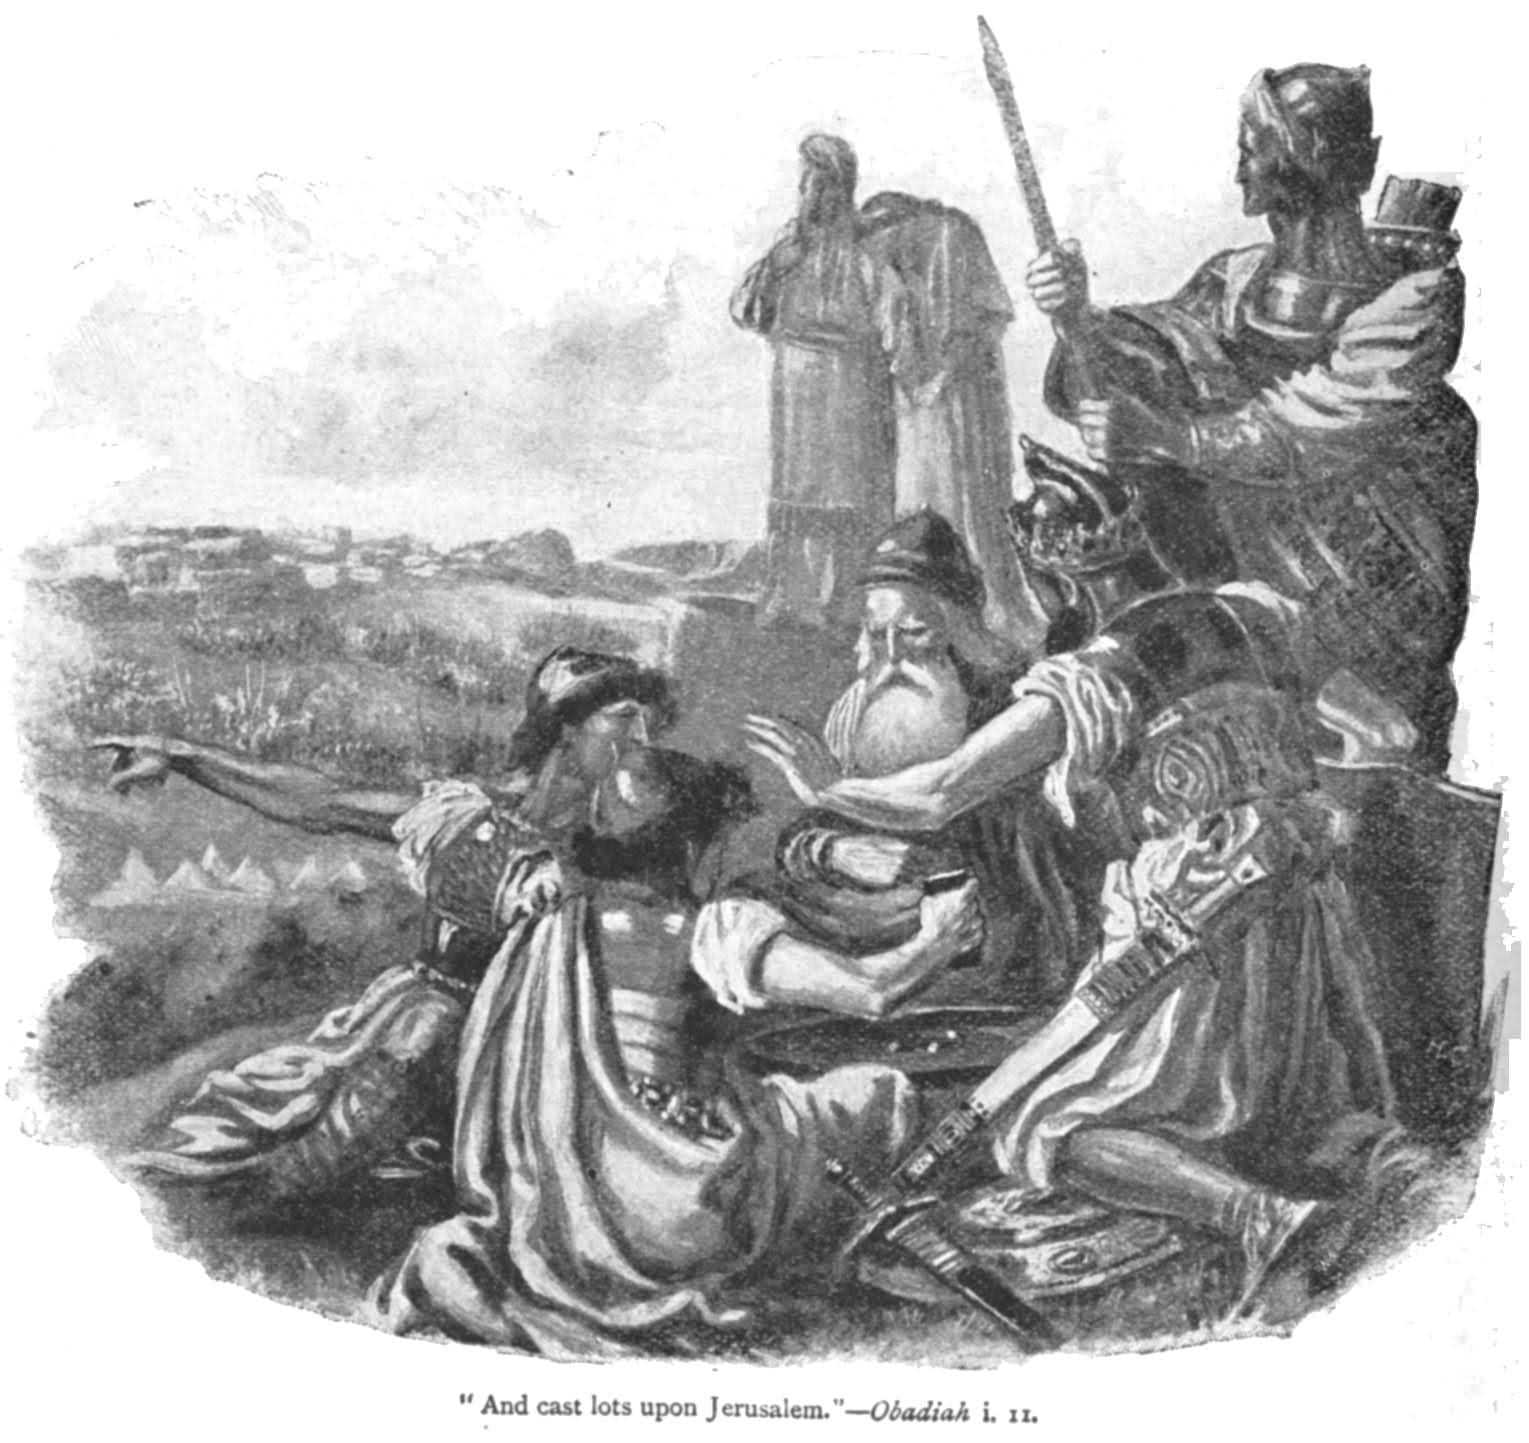 “And cast lots upon Jerusalem.”—Obadiah i. 11.